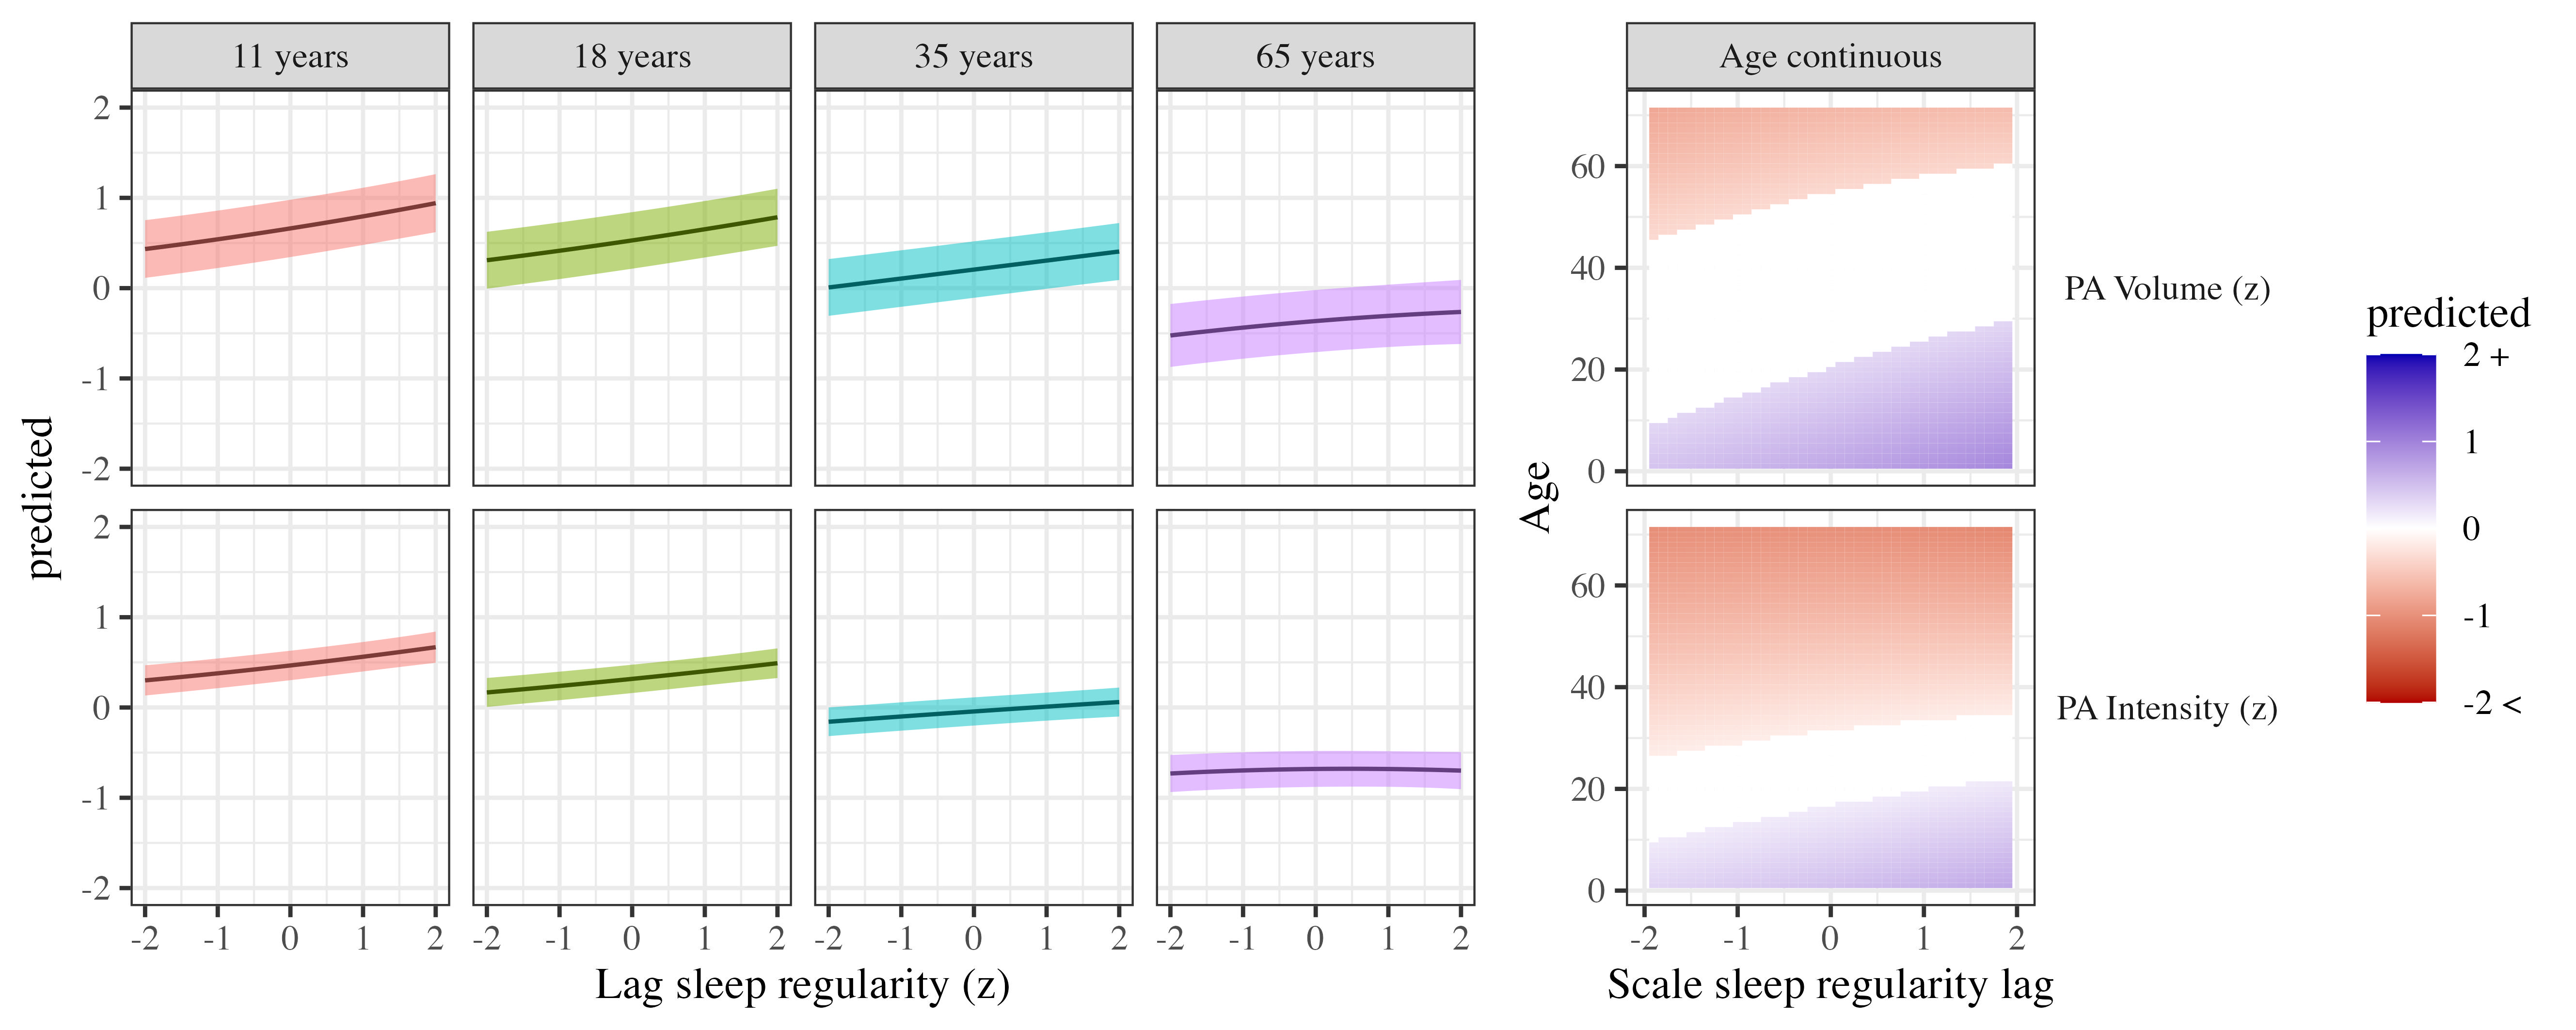 11 years 18 years 35 years 65 years Age continuous
predicted
2
1
0
-1
-2
2
1
0
-1
-2
-2 -1 0 1 2 -2 -1 0 1 2 -2 -1 0 1 2 -2 -1 0 1 2
Lag sleep regularity (z)
Age
60
40
20
0
60
40
20
0
-2 -1 0 1 2
Scale sleep regularity lag
PA Volume (z)
PA Intensity (z)
predicted
2 +
1
0
-1
-2 <